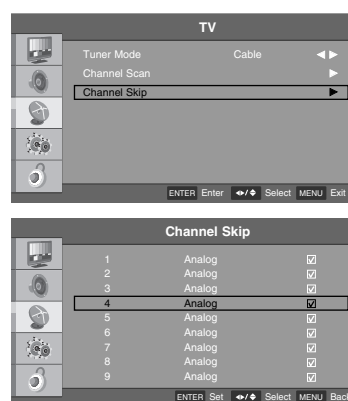 TV
Tuner Mode Cable ◀ ▶
Channel Scan ▶
Channel Skip ▶
ENTER Enter ◂▸/▴▾ Select MENU Exit
Channel Skip
1 Analog ☑
2 Analog ☑
3 Analog ☑
4 Analog ☑
5 Analog ☑
6 Analog ☑
7 Analog ☑
8 Analog ☑
9 Analog ☑
ENTER Set ◂▸/▴▾ Select MENU Back